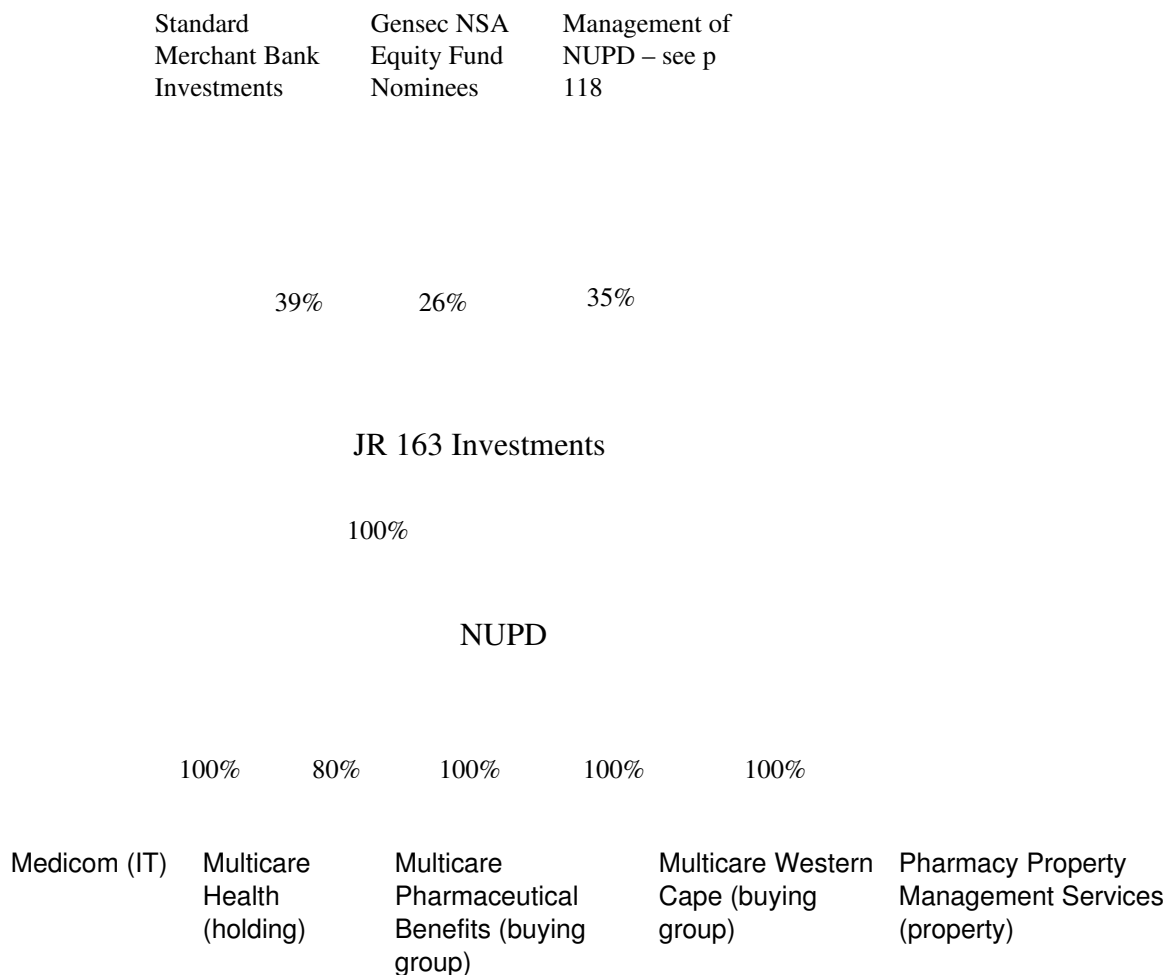 Standard
Merchant Bank
Investments
Gensec NSA
Equity Fund
Nominees
Management of
NUPD – see p
118
39%
26%
35%
JR 163 Investments
100%
NUPD
100%
80%
100%
100%
100%
Medicom (IT)
Multicare
Health
(holding)
Multicare
Pharmaceutical
Benefits (buying
group)
Multicare Western
Cape (buying
group)
Pharmacy Property
Management Services
(property)